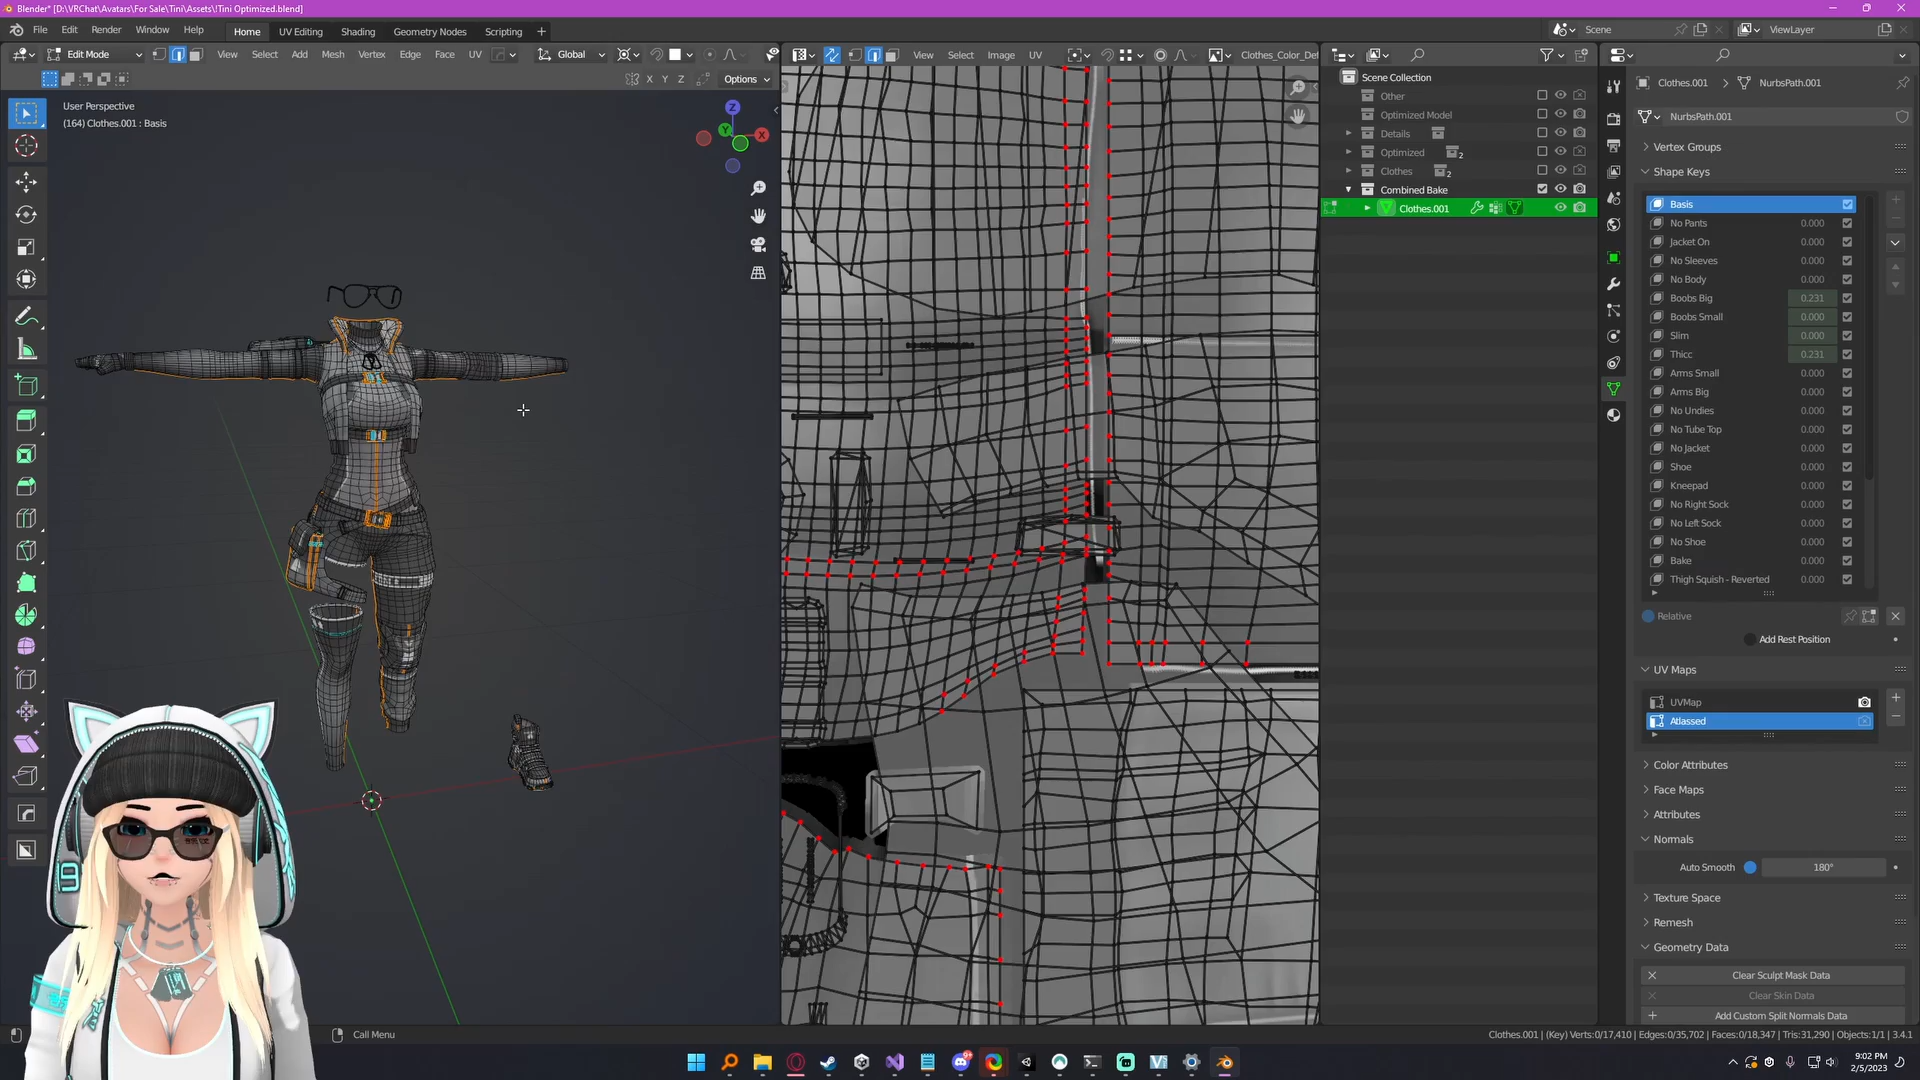 Blender* [D:\VRChat\Avatars\For Sale\Tini\Assets\!Tini Optimized.blend]
File Edit Render Window Help Home UV Editing Shading Geometry Nodes Scripting + Scene ViewLayer
Edit Mode View Select Add Mesh Vertex Edge Face UV Global View Select Image UV Clothes_Color_Def
X Y Z Options
User Perspective
(164) Clothes.001 : Basis
Z
Y X
Scene Collection
Other
Optimized Model
Details
Optimized 2
Clothes 2
Combined Bake
Clothes.001
Clothes.001 > NurbsPath.001
NurbsPath.001
Vertex Groups
Shape Keys
Basis
No Pants 0.000
Jacket On 0.000
No Sleeves 0.000
No Body 0.000
Boobs Big 0.231
Boobs Small 0.000
Slim 0.000
Thicc 0.231
Arms Small 0.000
Arms Big 0.000
No Undies 0.000
No Tube Top 0.000
No Jacket 0.000
Shoe 0.000
Kneepad 0.000
No Right Sock 0.000
No Left Sock 0.000
No Shoe 0.000
Bake 0.000
Thigh Squish - Reverted 0.000
Relative
Add Rest Position
UV Maps
UVMap
Atlassed
Color Attributes
Face Maps
Attributes
Normals
Auto Smooth 180°
Texture Space
Remesh
Geometry Data
Clear Sculpt Mask Data
Clear Skin Data
Add Custom Split Normals Data
Call Menu
Clothes.001 | (Key) Verts:0/17,410 | Edges:0/35,702 | Faces:0/18,347 | Tris:31,290 | Objects:1/1 | 3.4.1
9:02 PM
2/5/2023